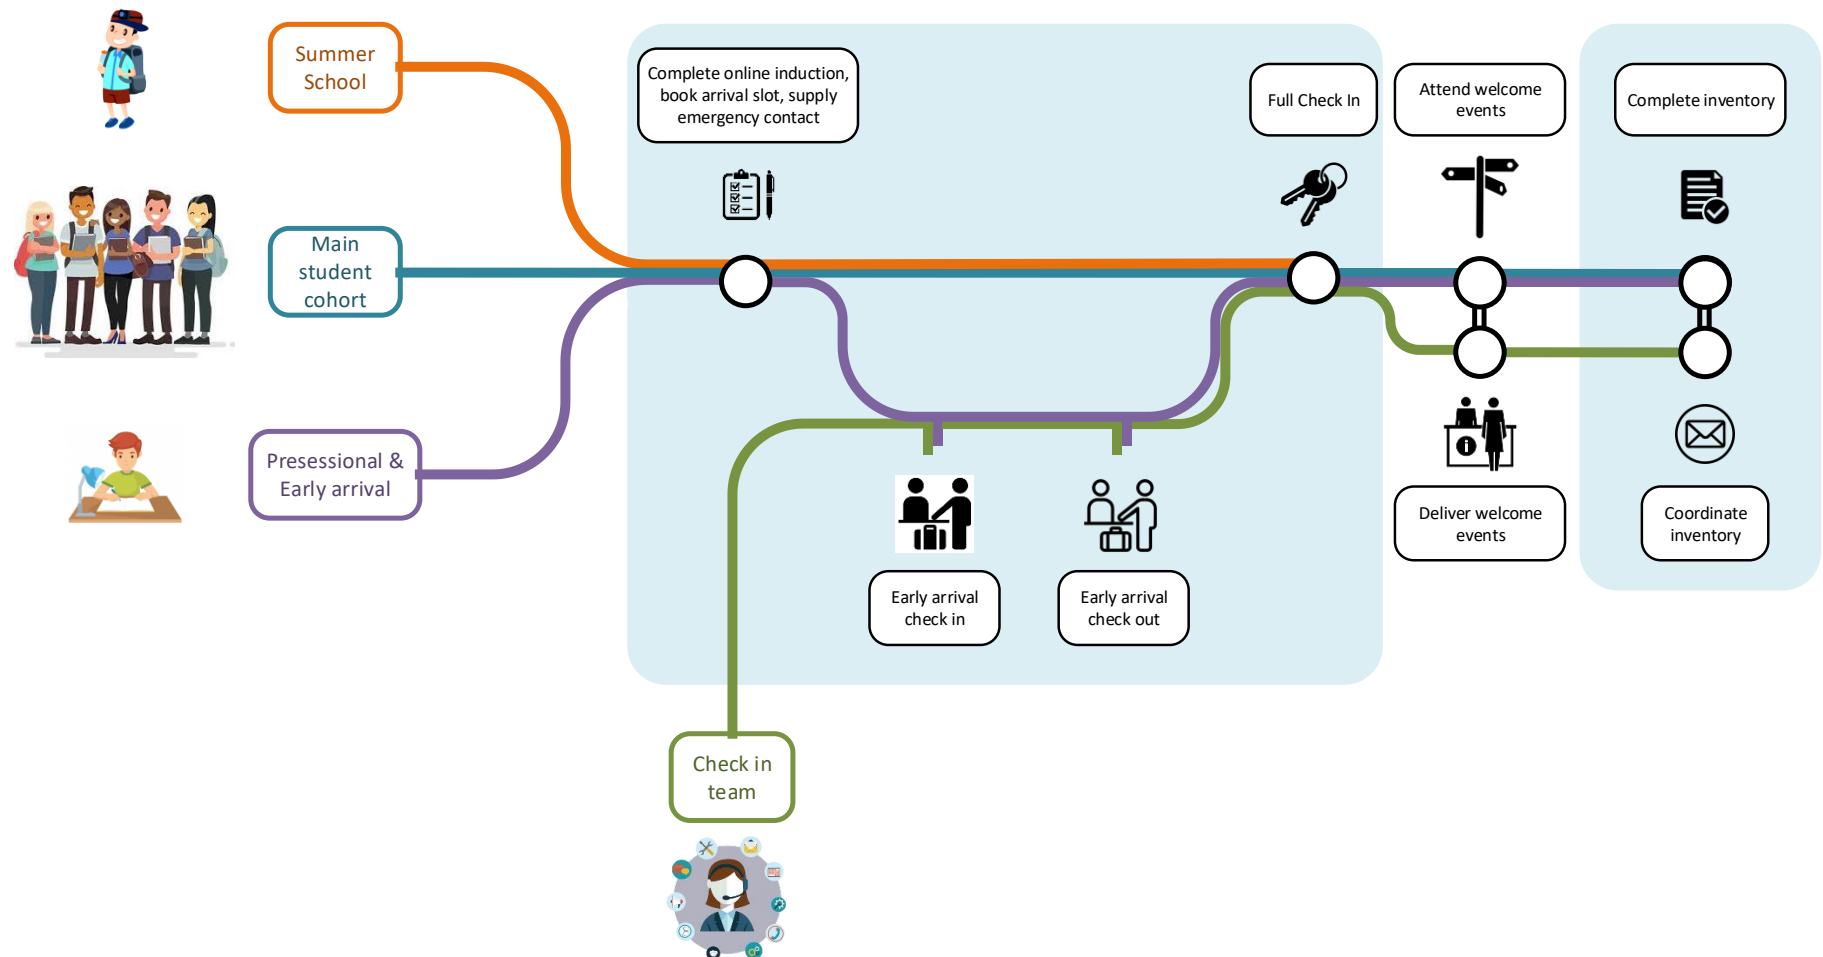 Summer
School
Complete online induction,
book arrival slot, supply
emergency contact
Full Check In
Attend welcome
events
Complete inventory
Main
student
cohort
Presessional &
Early arrival
Deliver welcome
events
Coordinate
inventory
Early arrival
check in
Early arrival
check out
Check in
team